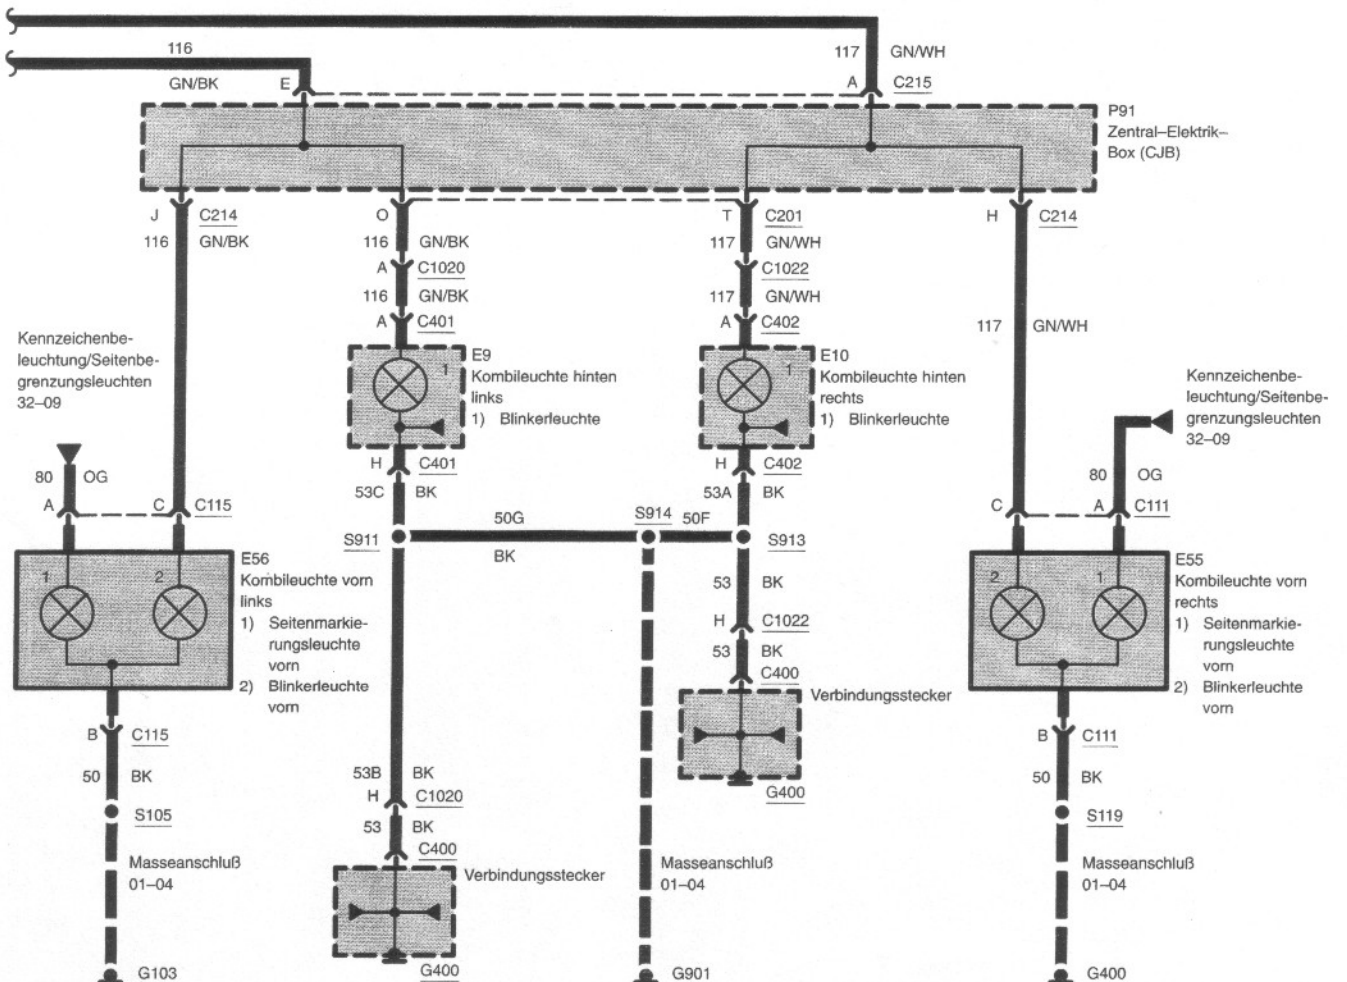 116
GN/BK
E
117 GN/WH
A C215
P91
Zentral–Elektrik–
Box (CJB)
J C214
116 GN/BK
O
116 GN/BK
A C1020
116 GN/BK
A C401
T C201
117 GN/WH
C1022
117 GN/WH
A C402
H C214
117 GN/WH
Kennzeichenbe-
leuchtung/Seitenbe-
grenzungsleuchten
32–09
80 OG
A C C115
1 2
E56
Kombileuchte vorn
links
1) Seitenmarkie-
rungsleuchte
vorn
2) Blinkerleuchte
vorn
B C115
50 BK
S105
Masseanschluß
01–04
G103
1
E9
Kombileuchte hinten
links
1) Blinkerleuchte
H C401
53C BK
S911
50G
BK
S914
50F
53B BK
H C1020
53 BK
C400
Verbindungsstecker
G400
1
E10
Kombileuchte hinten
rechts
1) Blinkerleuchte
H C402
53A BK
S913
53 BK
H C1022
53 BK
C400
Verbindungsstecker
G400
Masseanschluß
01–04
G901
Kennzeichenbe-
leuchtung/Seitenbe-
grenzungsleuchten
32–09
80 OG
C A C111
2 1
E55
Kombileuchte vorn
rechts
1) Seitenmarkie-
rungsleuchte
vorn
2) Blinkerleuchte
vorn
B C111
50 BK
S119
Masseanschluß
01–04
G400